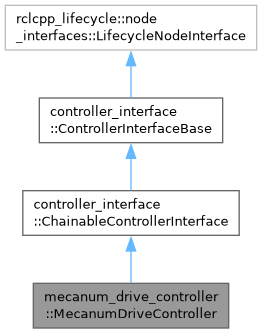 rclcpp_lifecycle::node
_interfaces::LifecycleNodeInterface
controller_interface
::ControllerInterfaceBase
controller_interface
::ChainableControllerInterface
mecanum_drive_controller
::MecanumDriveController